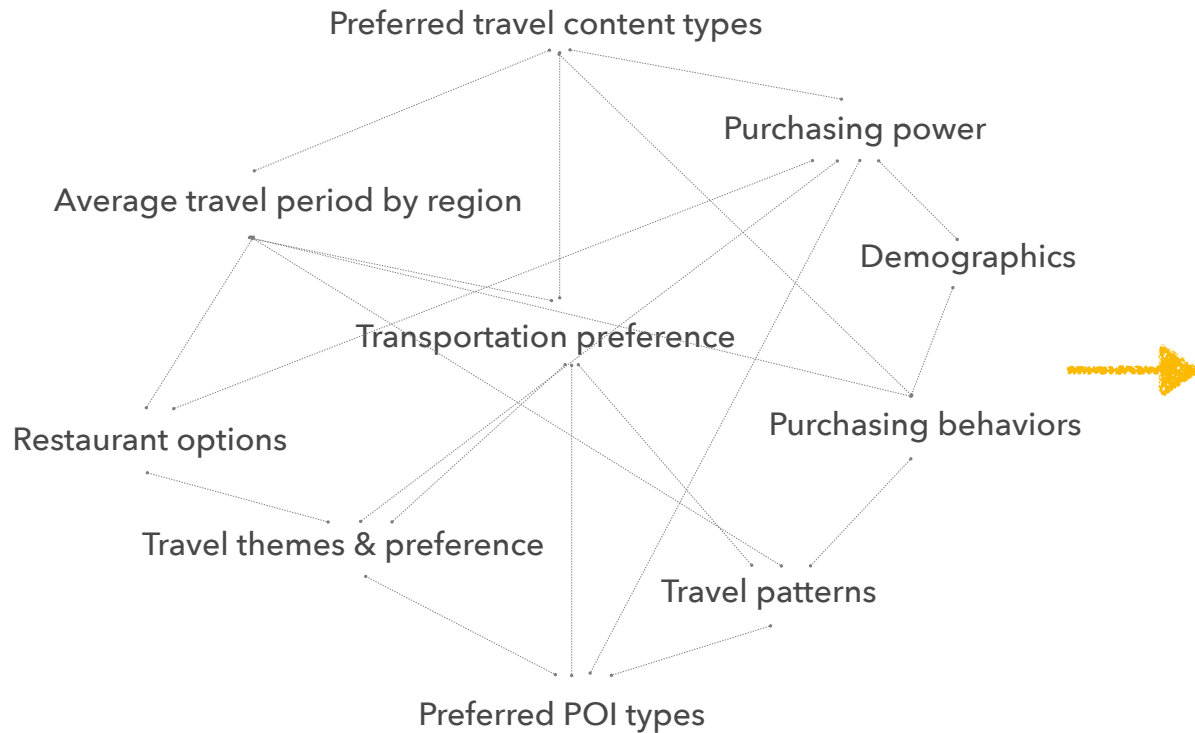 Preferred travel content types
Purchasing power
Average travel period by region
Demographics
Transportation preference
Purchasing behaviors
Restaurant options
Travel themes & preference
Travel patterns
Preferred POI types